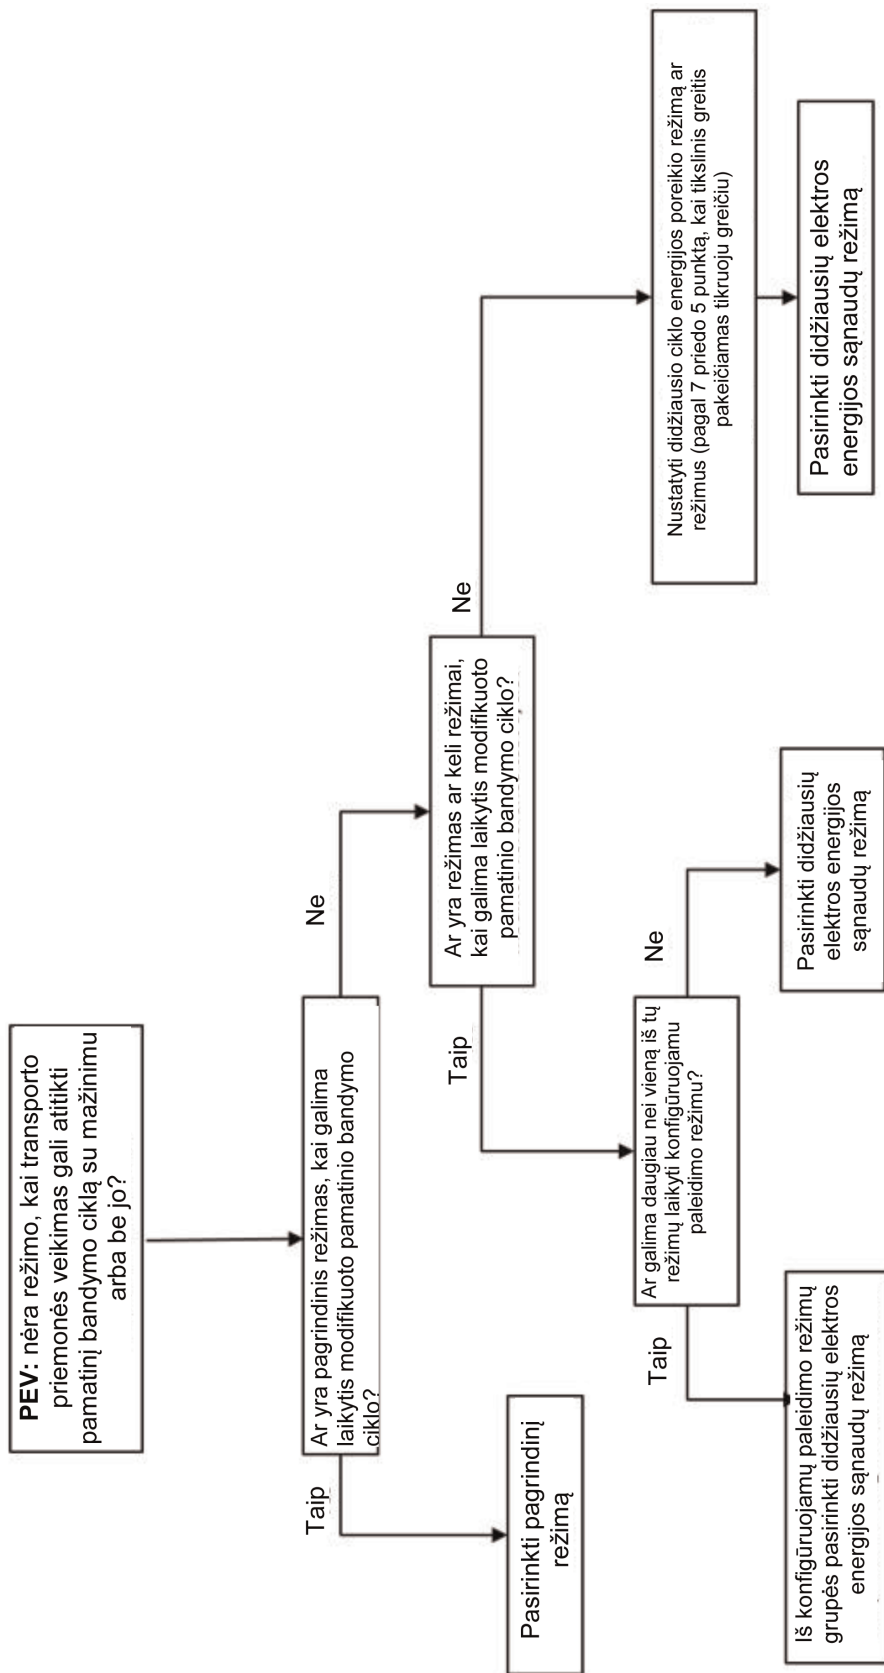 PEV: nėra režimo, kai transporto
priemonės veikimas gali atitikti
pamatinį bandymo ciklą su mažinimu
arba be jo?
Ar yra pagrindinis režimas, kai galima
laikytis modifikuoto pamatinio bandymo
ciklo?
Taip
Ne
Pasirinkti pagrindinį
režimą
Ar yra režimas ar keli režimai,
kai galima laikytis modifikuoto
pamatinio bandymo ciklo?
Taip
Ne
Ar galima daugiau nei vieną iš tų
režimų laikyti konfigūruojamu
paleidimo režimu?
Nustatyti didžiausio ciklo energijos poreikio režimą ar
režimus (pagal 7 priedo 5 punktą, kai tikslinis greitis
pakeičiamas tikruoju greičiu)
Taip
Ne
Iš konfigūruojamų paleidimo režimų
grupės pasirinkti didžiausių elektros
energijos sąnaudų režimą
Pasirinkti didžiausių
elektros energijos
sąnaudų režimą
Pasirinkti didžiausių elektros
energijos sąnaudų režimą